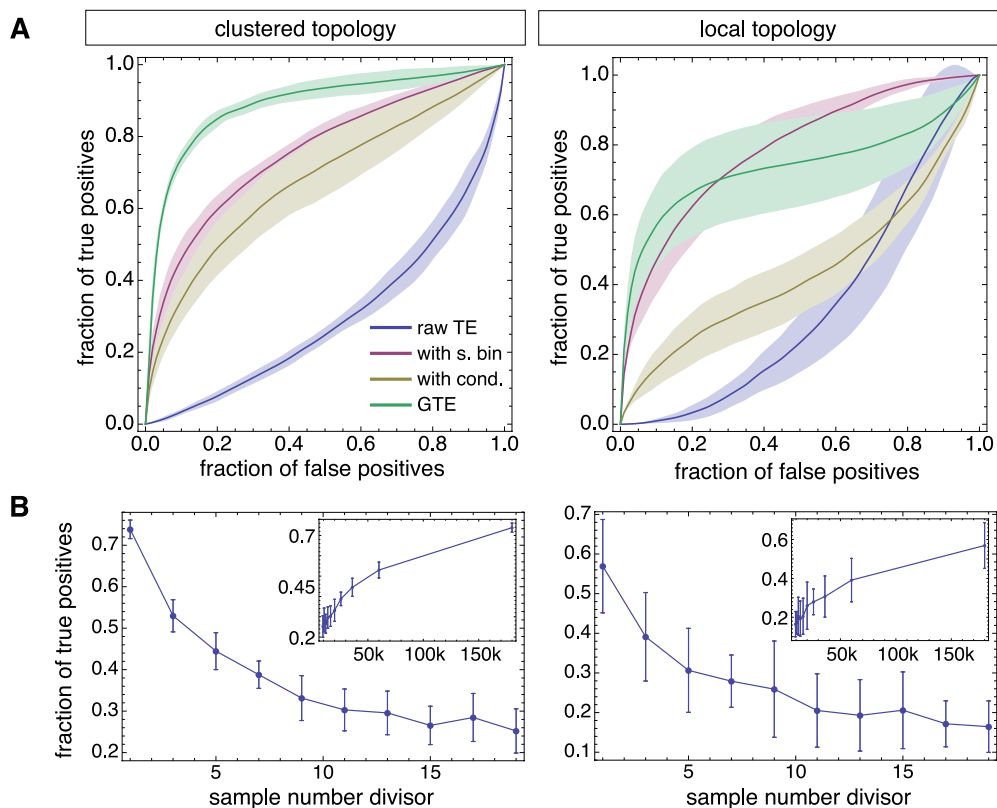 A
clustered topology
local topology
fraction of true positives
1.0
0.8
0.6
0.4
0.2
0.0
raw TE
with s. bin
with cond.
GTE
0.0 0.2 0.4 0.6 0.8 1.0
fraction of false positives
fraction of true positives
1.0
0.8
0.6
0.4
0.2
0.0
0.0 0.2 0.4 0.6 0.8 1.0
fraction of false positives
B
fraction of true positives
0.7
0.6
0.5
0.4
0.3
0.2
5 10 15
sample number divisor
0.7
0.45
0.2
50k 100k 150k
0.7
0.6
0.5
0.4
0.3
0.2
0.1
5 10 15
sample number divisor
0.6
0.4
0.2
50k 100k 150k